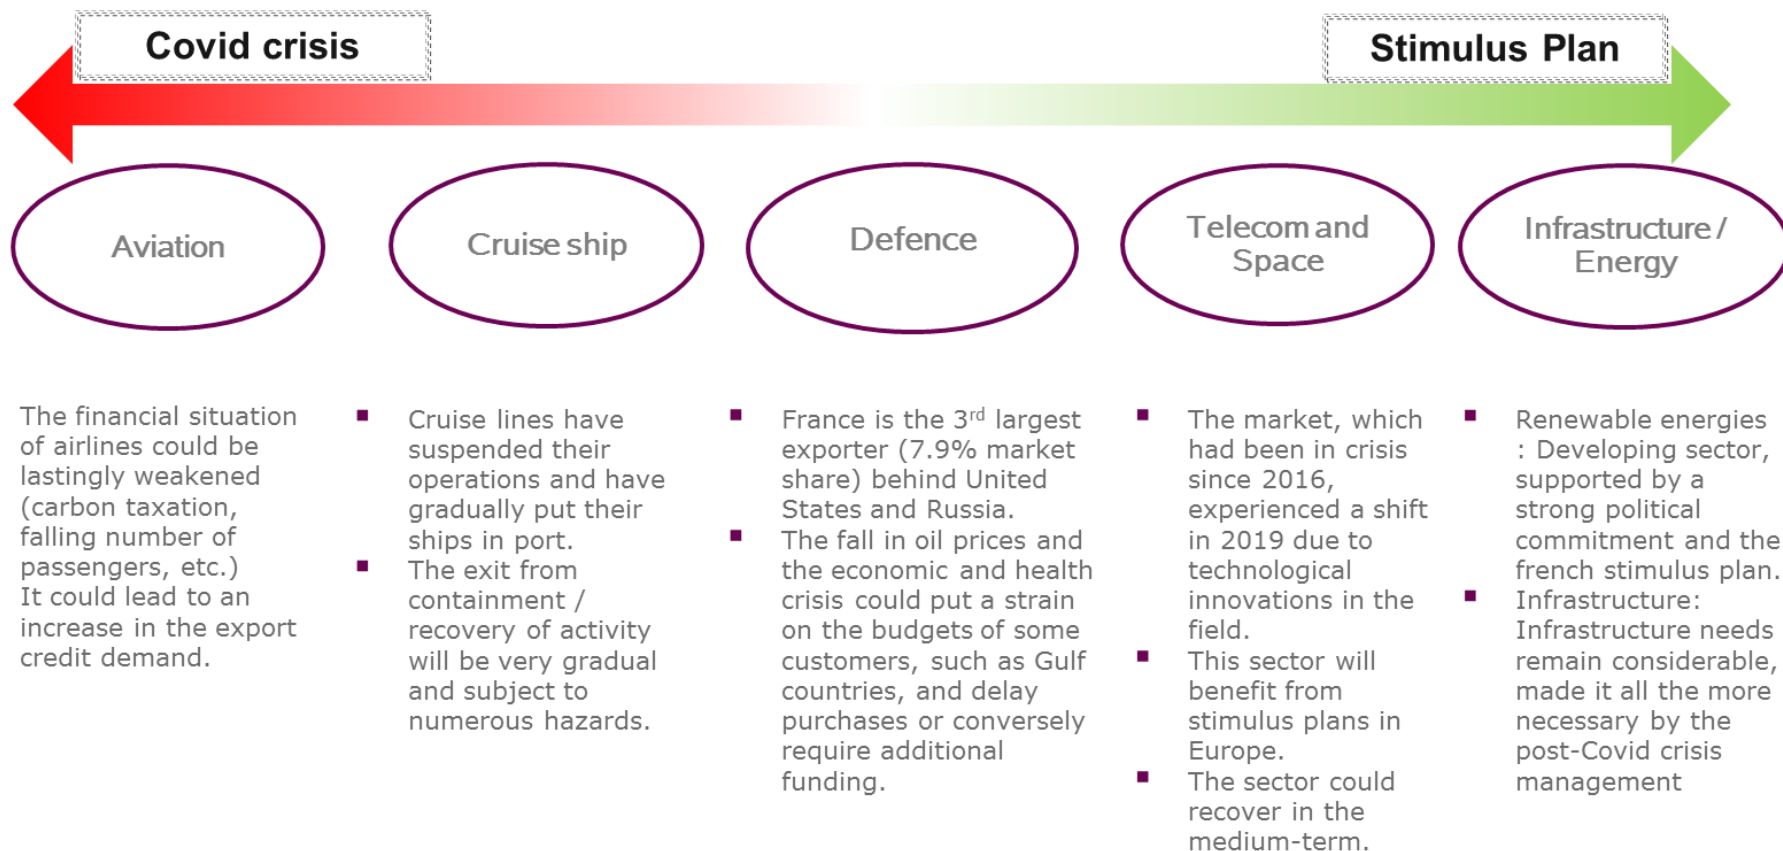 Covid crisis
Stimulus Plan
Aviation
Cruise ship
Defence
Telecom and
Space
Infrastructure /
Energy
The financial situation
of airlines could be
lastingly weakened
(carbon taxation,
falling number of
passengers, etc.)
It could lead to an
increase in the export
credit demand.
▪ Cruise lines have
suspended their
operations and have
gradually put their
ships in port.
▪ The exit from
containment /
recovery of activity
will be very gradual
and subject to
numerous hazards.
▪ France is the 3rd largest
exporter (7.9% market
share) behind United
States and Russia.
▪ The fall in oil prices and
the economic and health
crisis could put a strain
on the budgets of some
customers, such as Gulf
countries, and delay
purchases or conversely
require additional
funding.
▪ The market, which
had been in crisis
since 2016,
experienced a shift
in 2019 due to
technological
innovations in the
field.
▪ This sector will
benefit from
stimulus plans in
Europe.
▪ The sector could
recover in the
medium-term.
▪ Renewable energies
: Developing sector,
supported by a
strong political
commitment and the
french stimulus plan.
▪ Infrastructure:
Infrastructure needs
remain considerable,
made it all the more
necessary by the
post-Covid crisis
management